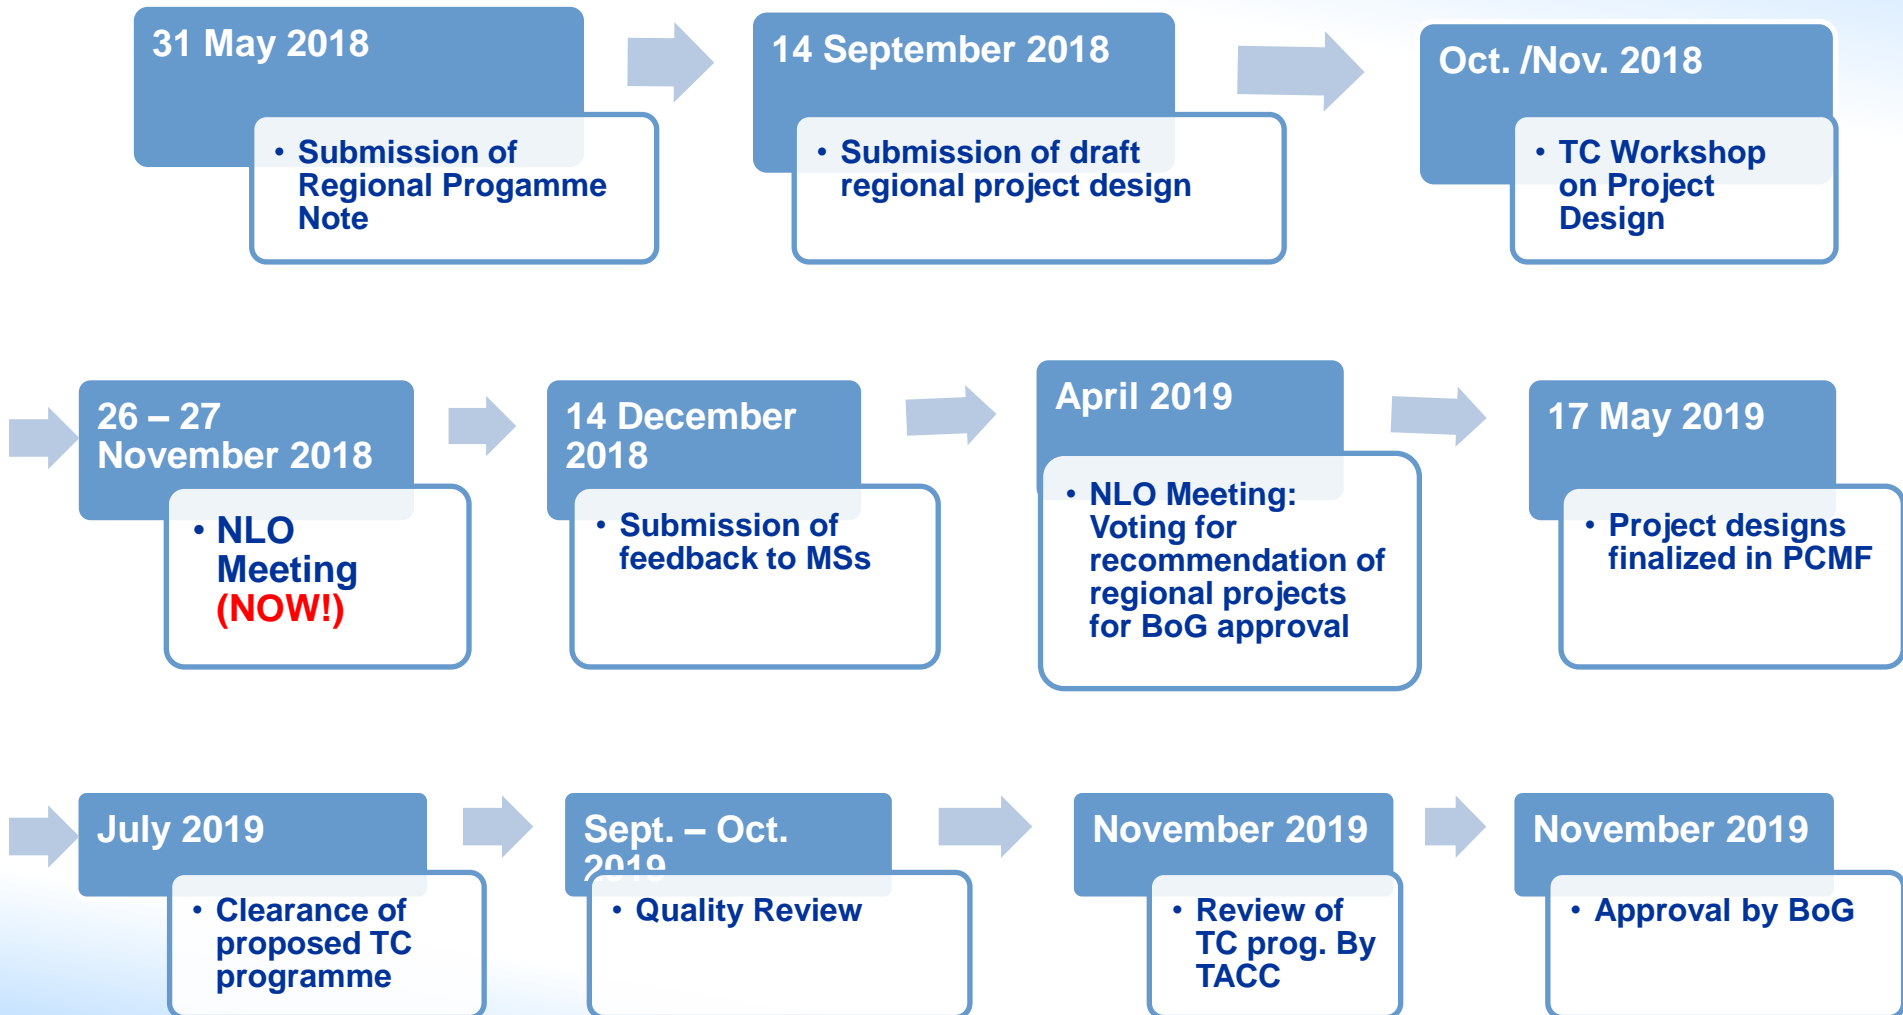 31 May 2018
• Submission of
Regional Progamme
Note
14 September 2018
• Submission of draft
regional project design
Oct. /Nov. 2018
• TC Workshop
on Project
Design
26 – 27
November 2018
• NLO
Meeting
(NOW!)
14 December
2018
• Submission of
feedback to MSs
April 2019
• NLO Meeting:
Voting for
recommendation of
regional projects
for BoG approval
17 May 2019
• Project designs
finalized in PCMF
July 2019
• Clearance of
proposed TC
programme
Sept. – Oct.
2019
• Quality Review
November 2019
• Review of
TC prog. By
TACC
November 2019
• Approval by BoG